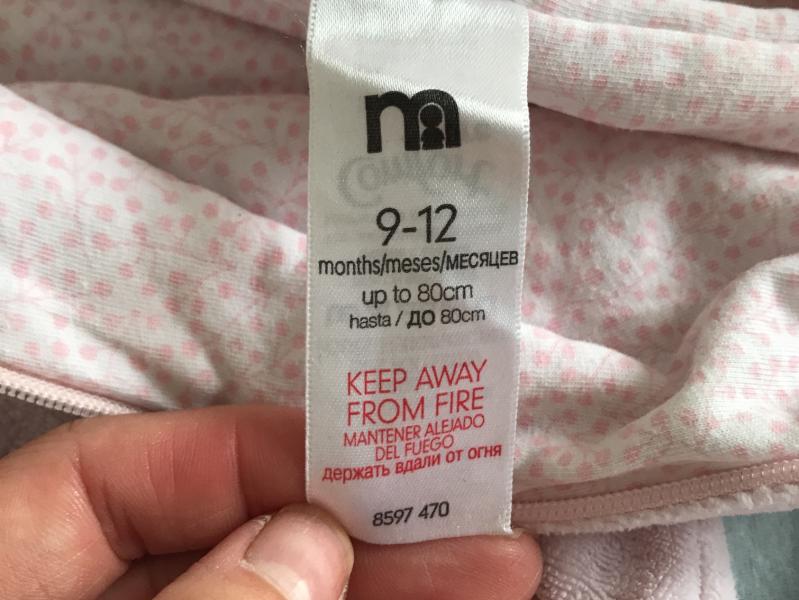 m
9-12
months/meses/МЕСЯЦЕВ
up to 80cm
hasta / ДО 80cm
KEEP AWAY
FROM FIRE
MANTENER ALEJADO
DEL FUEGO
держать вдали от огня
8597 470